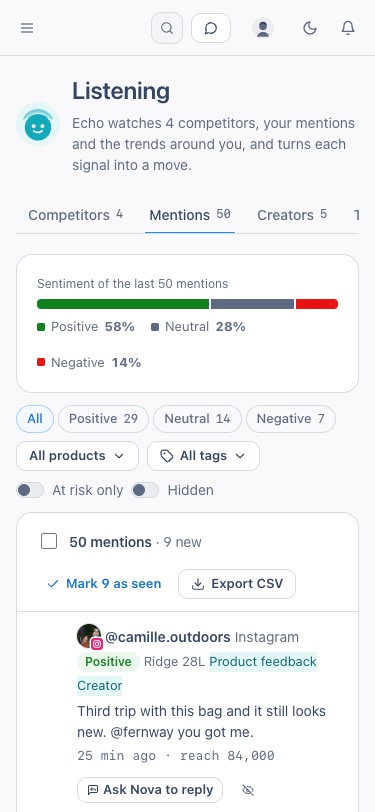 Listening
Echo watches 4 competitors, your mentions
and the trends around you, and turns each
signal into a move.
Competitors 4 Mentions 50 Creators 5 T
Sentiment of the last 50 mentions
Positive 58% Neutral 28%
Negative 14%
All Positive 29 Neutral 14 Negative 7
All products All tags
At risk only Hidden
50 mentions · 9 new
Mark 9 as seen Export CSV
@camille.outdoors Instagram
Positive Ridge 28L Product feedback
Creator
Third trip with this bag and it still looks
new. @fernway you got me.
25 min ago · reach 84,000
Ask Nova to reply